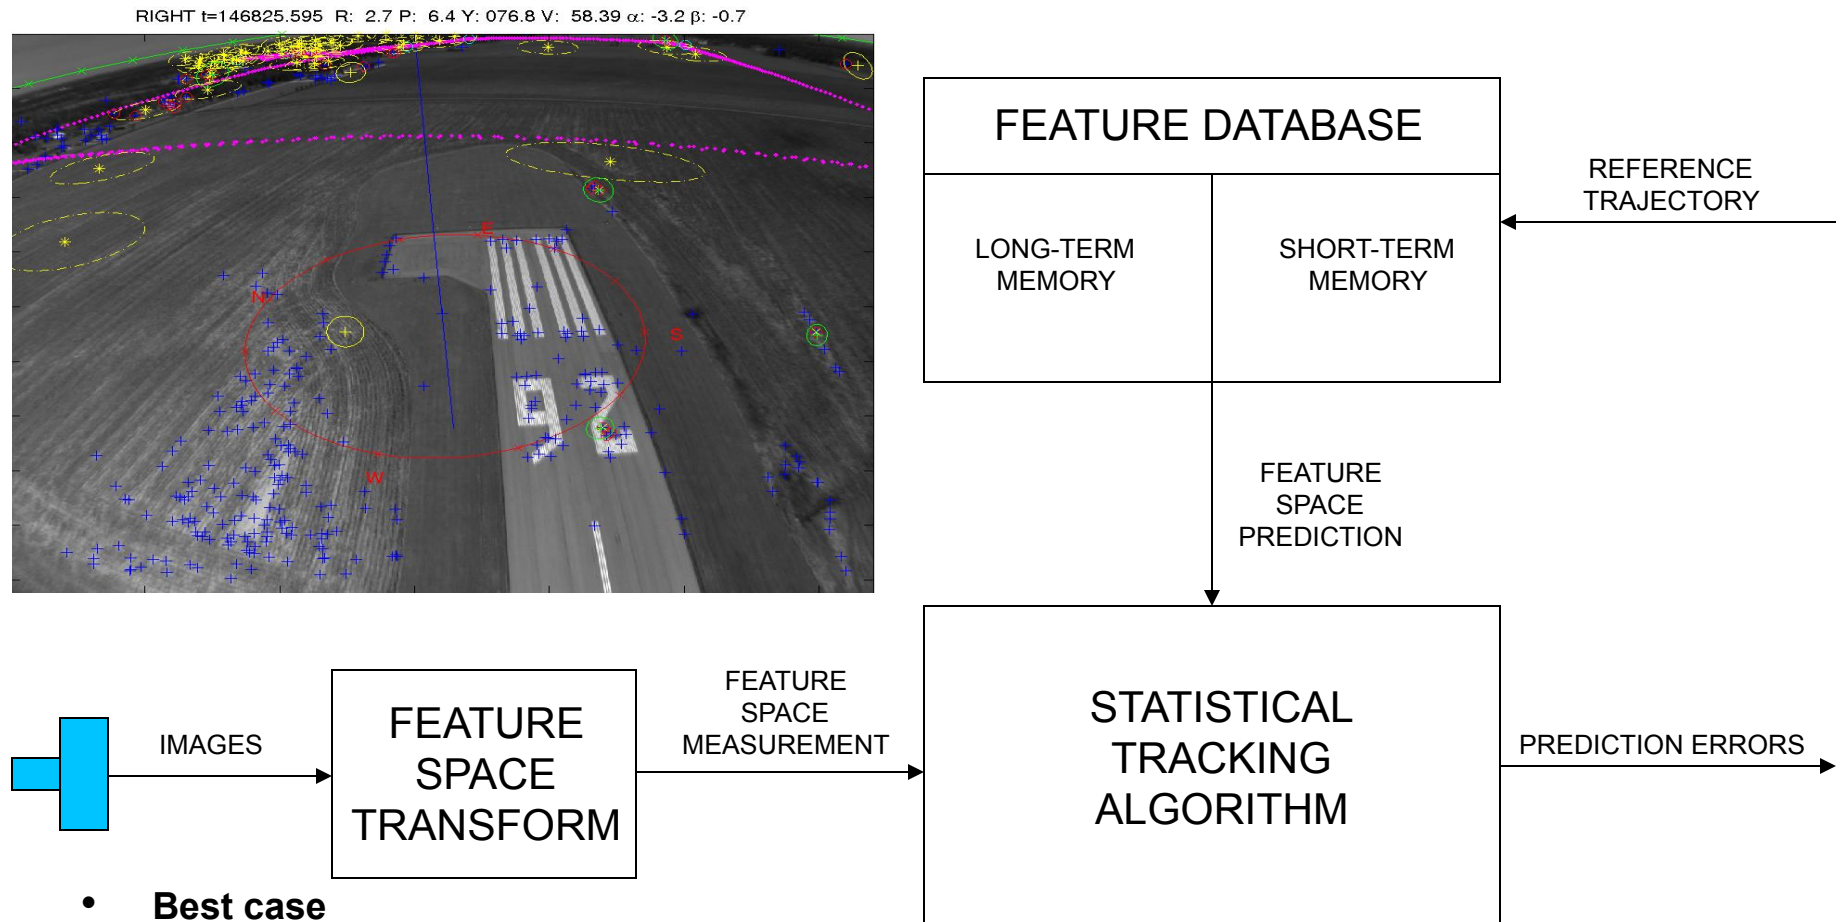 RIGHT t=146825.595 R: 2.7 P: 6.4 Y: 076.8 V: 58.39 α: -3.2 β: -0.7
E
N
S
W
FEATURE DATABASE
LONG-TERM
MEMORY
SHORT-TERM
MEMORY
REFERENCE
TRAJECTORY
FEATURE
SPACE
PREDICTION
IMAGES
FEATURE
SPACE
TRANSFORM
FEATURE
SPACE
MEASUREMENT
STATISTICAL
TRACKING
ALGORITHM
PREDICTION ERRORS
• Best case